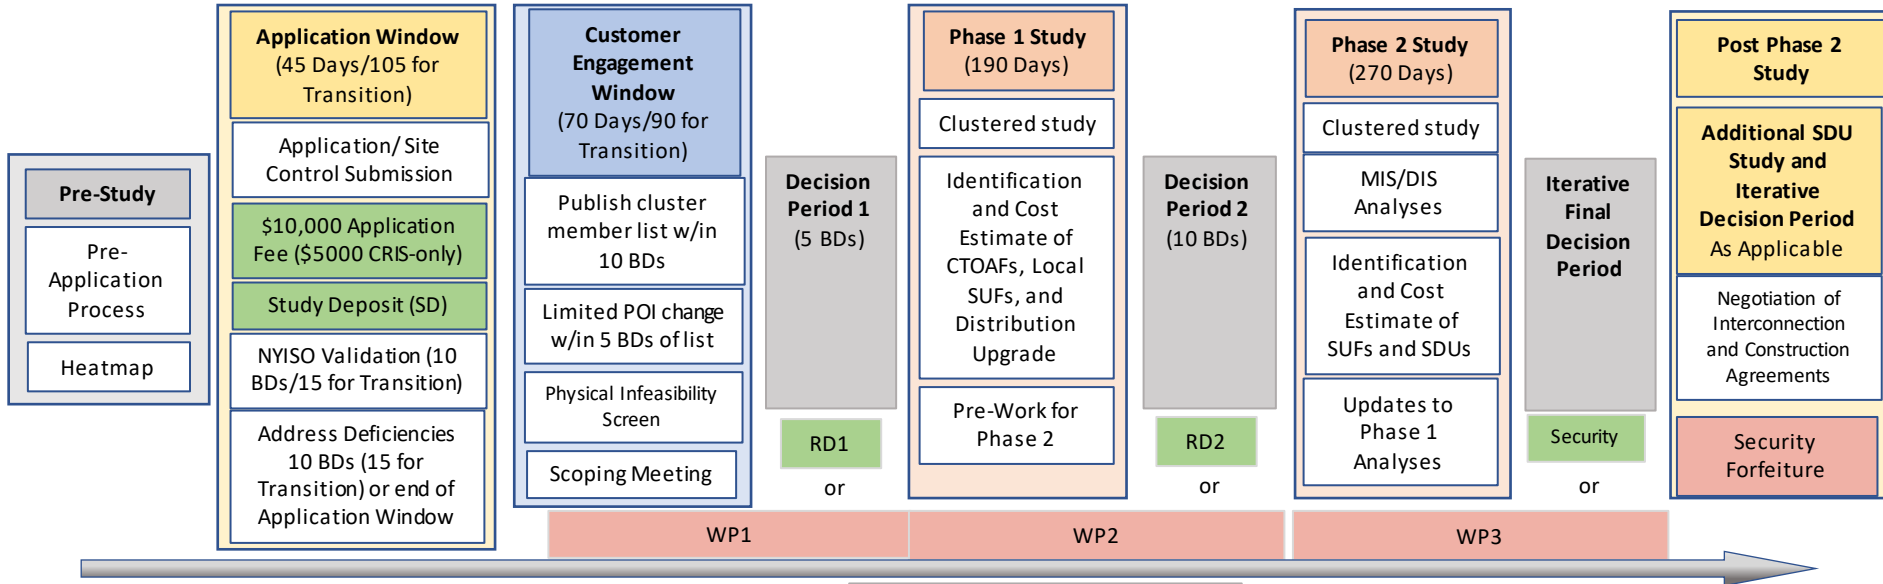 Pre-Study
Pre-
Application
Process
Heatmap
Application Window
(45 Days/105 for
Transition)
Application/ Site
Control Submission
$10,000 Application
Fee ($5000 CRIS-only)
Study Deposit (SD)
NYISO Validation (10
BDs/15 for Transition)
Address Deficiencies
10 BDs (15 for
Transition) or end of
Application Window
Customer
Engagement
Window
(70 Days/90 for
Transition)
Publish cluster
member list w/in
10 BDs
Limited POI change
w/in 5 BDs of list
Physical Infeasibility
Screen
Scoping Meeting
Decision
Period 1
(5 BDs)
RD1
or
WP1
Phase 1 Study
(190 Days)
Clustered study
Identification
and Cost
Estimate of
CTOAFs, Local
SUFs, and
Distribution
Upgrade
Pre-Work for
Phase 2
Decision
Period 2
(10 BDs)
RD2
or
WP2
Phase 2 Study
(270 Days)
Clustered study
MIS/DIS
Analyses
Identification
and Cost
Estimate of
SUFs and SDUs
Updates to
Phase 1
Analyses
Iterative
Final
Decision
Period
Security
or
WP3
Post Phase 2
Study
Additional SDU
Study and
Iterative
Decision Period
As Applicable
Negotiation of
Interconnection
and Construction
Agreements
Security
Forfeiture